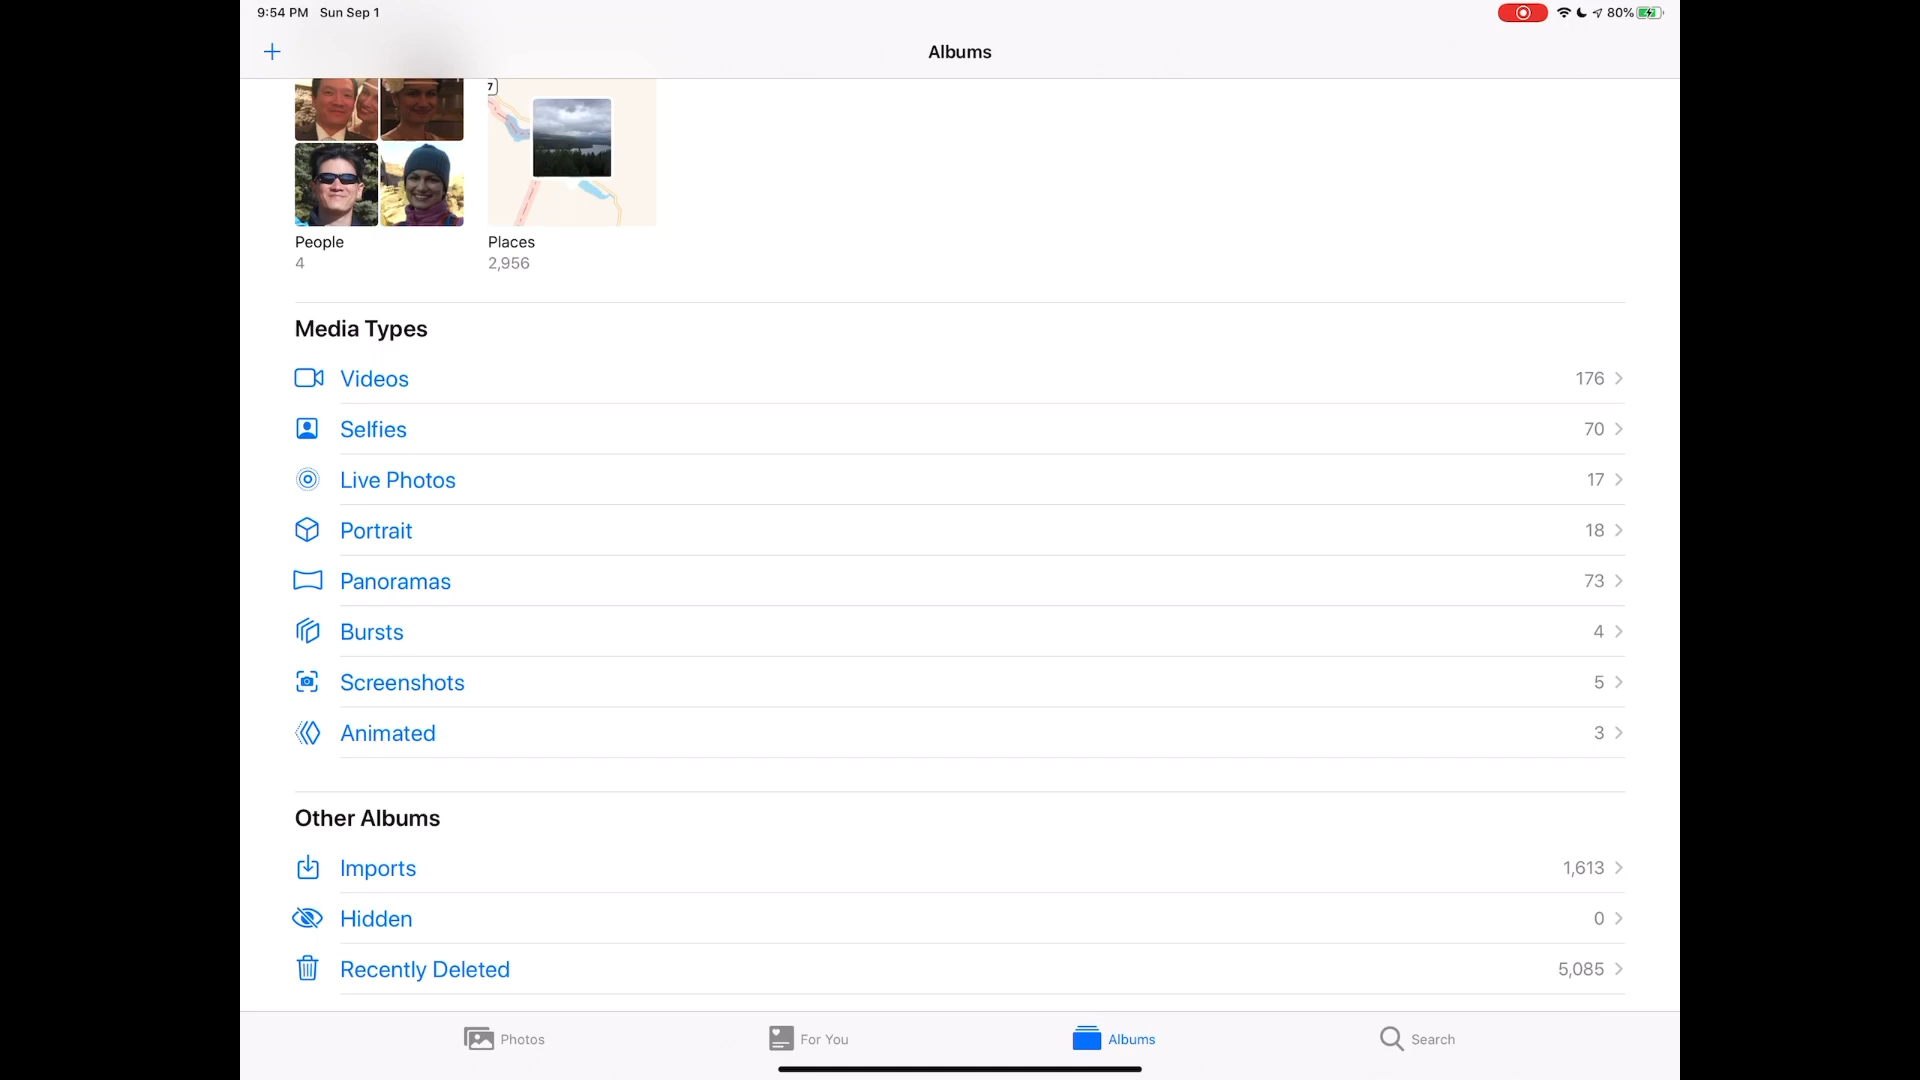 9:54 PM Sun Sep 1
80%
Albums
7
People
4
Places
2,956
Media Types
Videos 176
Selfies 70
Live Photos 17
Portrait 18
Panoramas 73
Bursts 4
Screenshots 5
Animated 3
Other Albums
Imports 1,613
Hidden 0
Recently Deleted 5,085
Photos
For You
Albums
Search